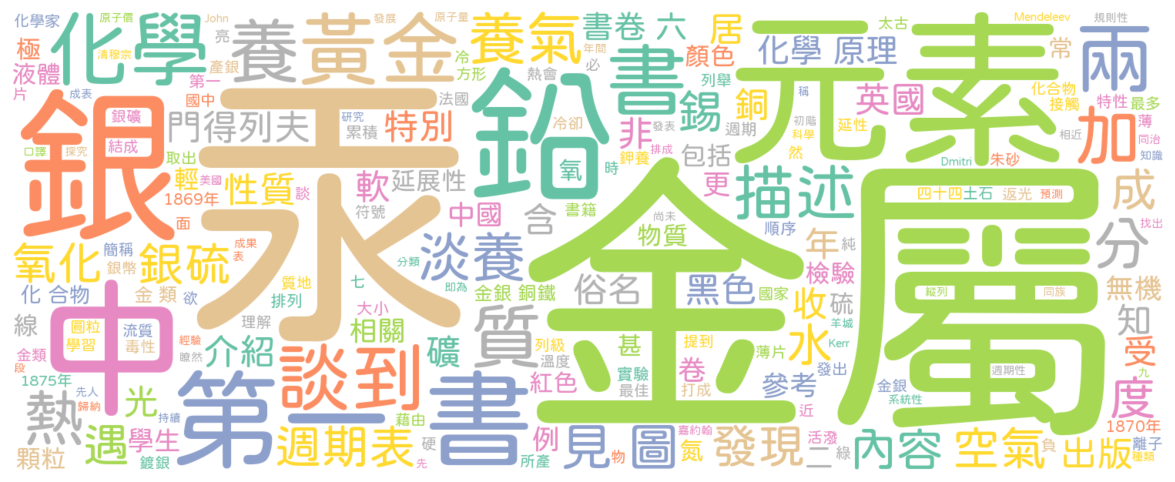 化學家 原子價 John 清穆宗 亮 養 黃金 發展 原子量 養氣 書卷 六 居 太古 Mendeleev 規則性
極 化學 產銀 冷 年間 方形 熱會 必 書 顏色 化學 原理 元素 常 兩
液體 第一 列舉 化合物 接觸 特性 最多
片 成表 國中 法國 鉛 錫 銅 英國 稱 薄
銀 銀礦 研究 門得列夫 累積 特別 冷卻 發表 非 週期 延性 初階 科學 加 相近 同治
口譯 探究 結成 汞 鉀養 氧 時 包括 然 Dmitri 朱砂 知識
取出 美國 輕 性質 談 軟 延展性 排成 更 描述 四十四 土石 返光 預測 成
1869年 面 符號 中國 含 書籍 物質 尚未 順序 年 純 分 找出
氧化 簡稱 成果 表 銀硫 淡養 金 檢驗 屬 縱列 同族
銀幣 質地 七 分類 即為 金銀 銅鐵 俗名 黑色 國家 無機
化 合物 金 類 欲 排列 大小 收 硫
線 中 圓粒 流質 理解 相關 質 水 羊城 知
學習 毒性 介紹 礦 列級 甚 薄片 提到 Kerr 受
金類 經驗 瞭然 談到 溫度 實驗 紅色 最佳 卷 打成 參考 發出 週期性
段 1875年 先人 歸納 光 持續 第二 書 金銀 系統性 九 度
熱 遇 學生 藉由 近 嘉約翰 1870年
顆粒 鍍銀 週期表 硬 先 所產 例 見 物 圖 氮 發現 活潑 二 綠 內容 空氣 負 出版 離子 種類